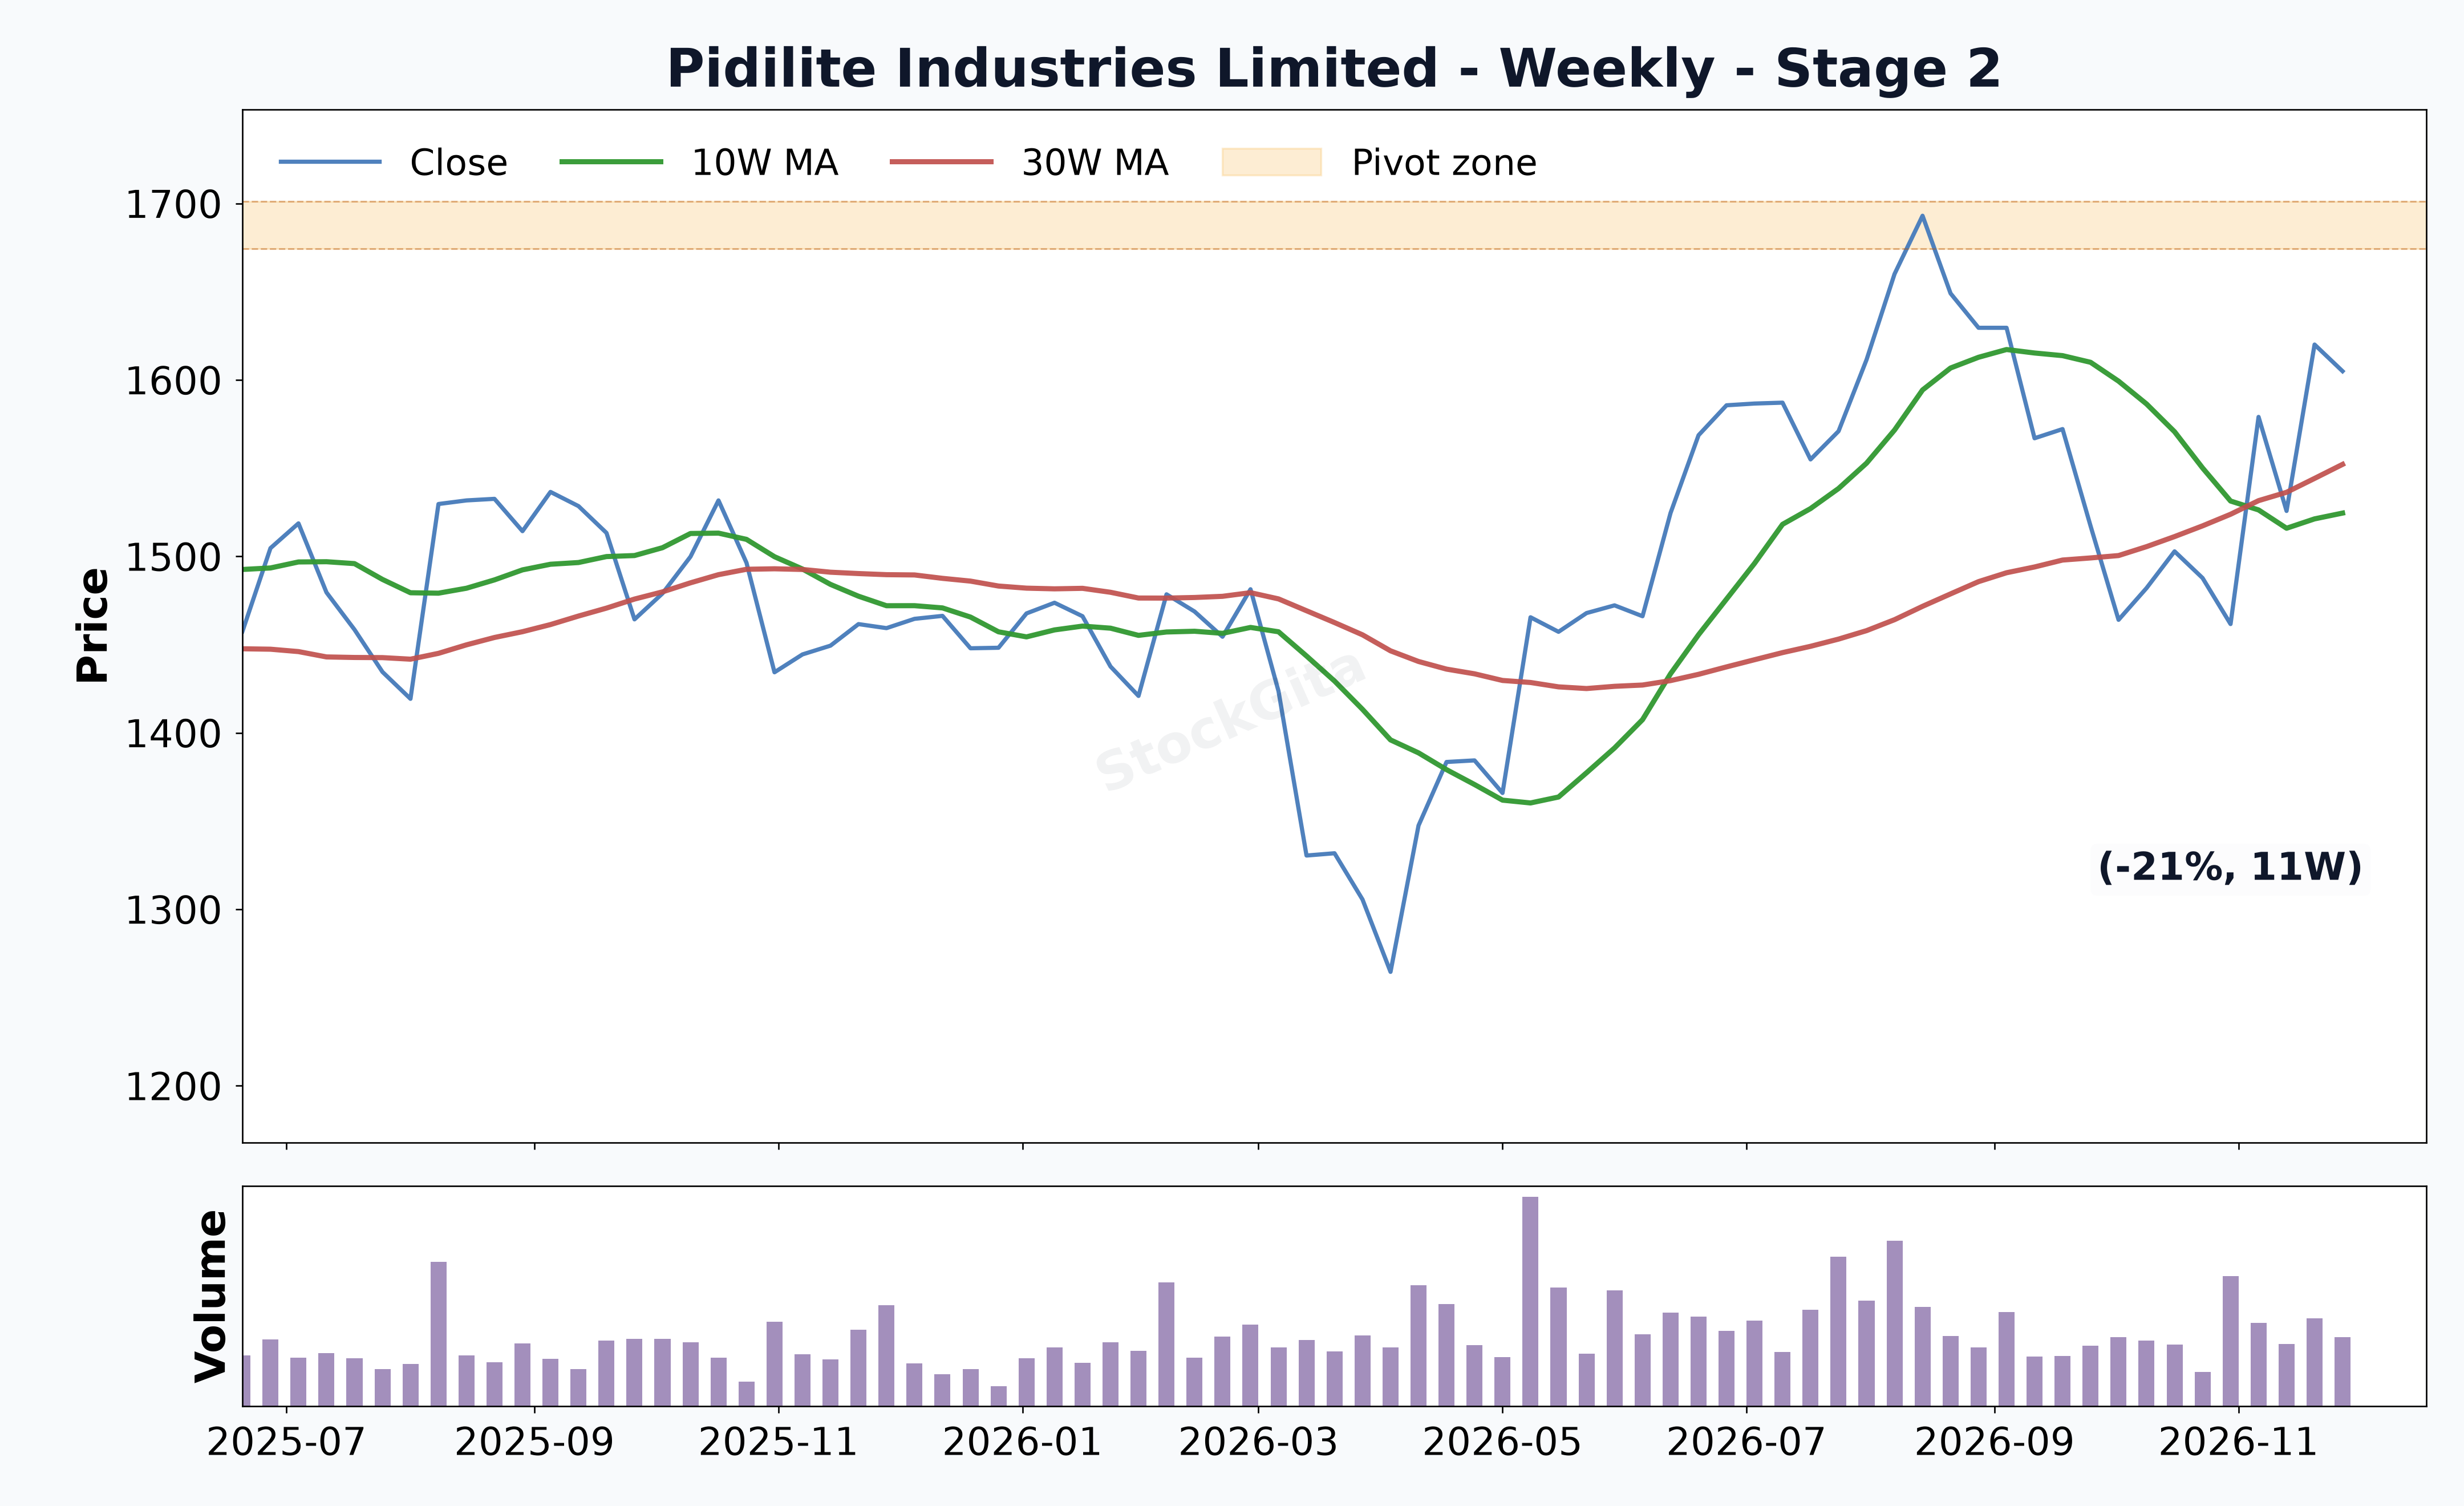 Pidilite Industries Limited - Weekly - Stage 2
Close 10W MA 30W MA Pivot zone
1700
1600
1500
1400
1300
1200
Price
StockGita
(-21%, 11W)
Volume
2025-07 2025-09 2025-11 2026-01 2026-03 2026-05 2026-07 2026-09 2026-11